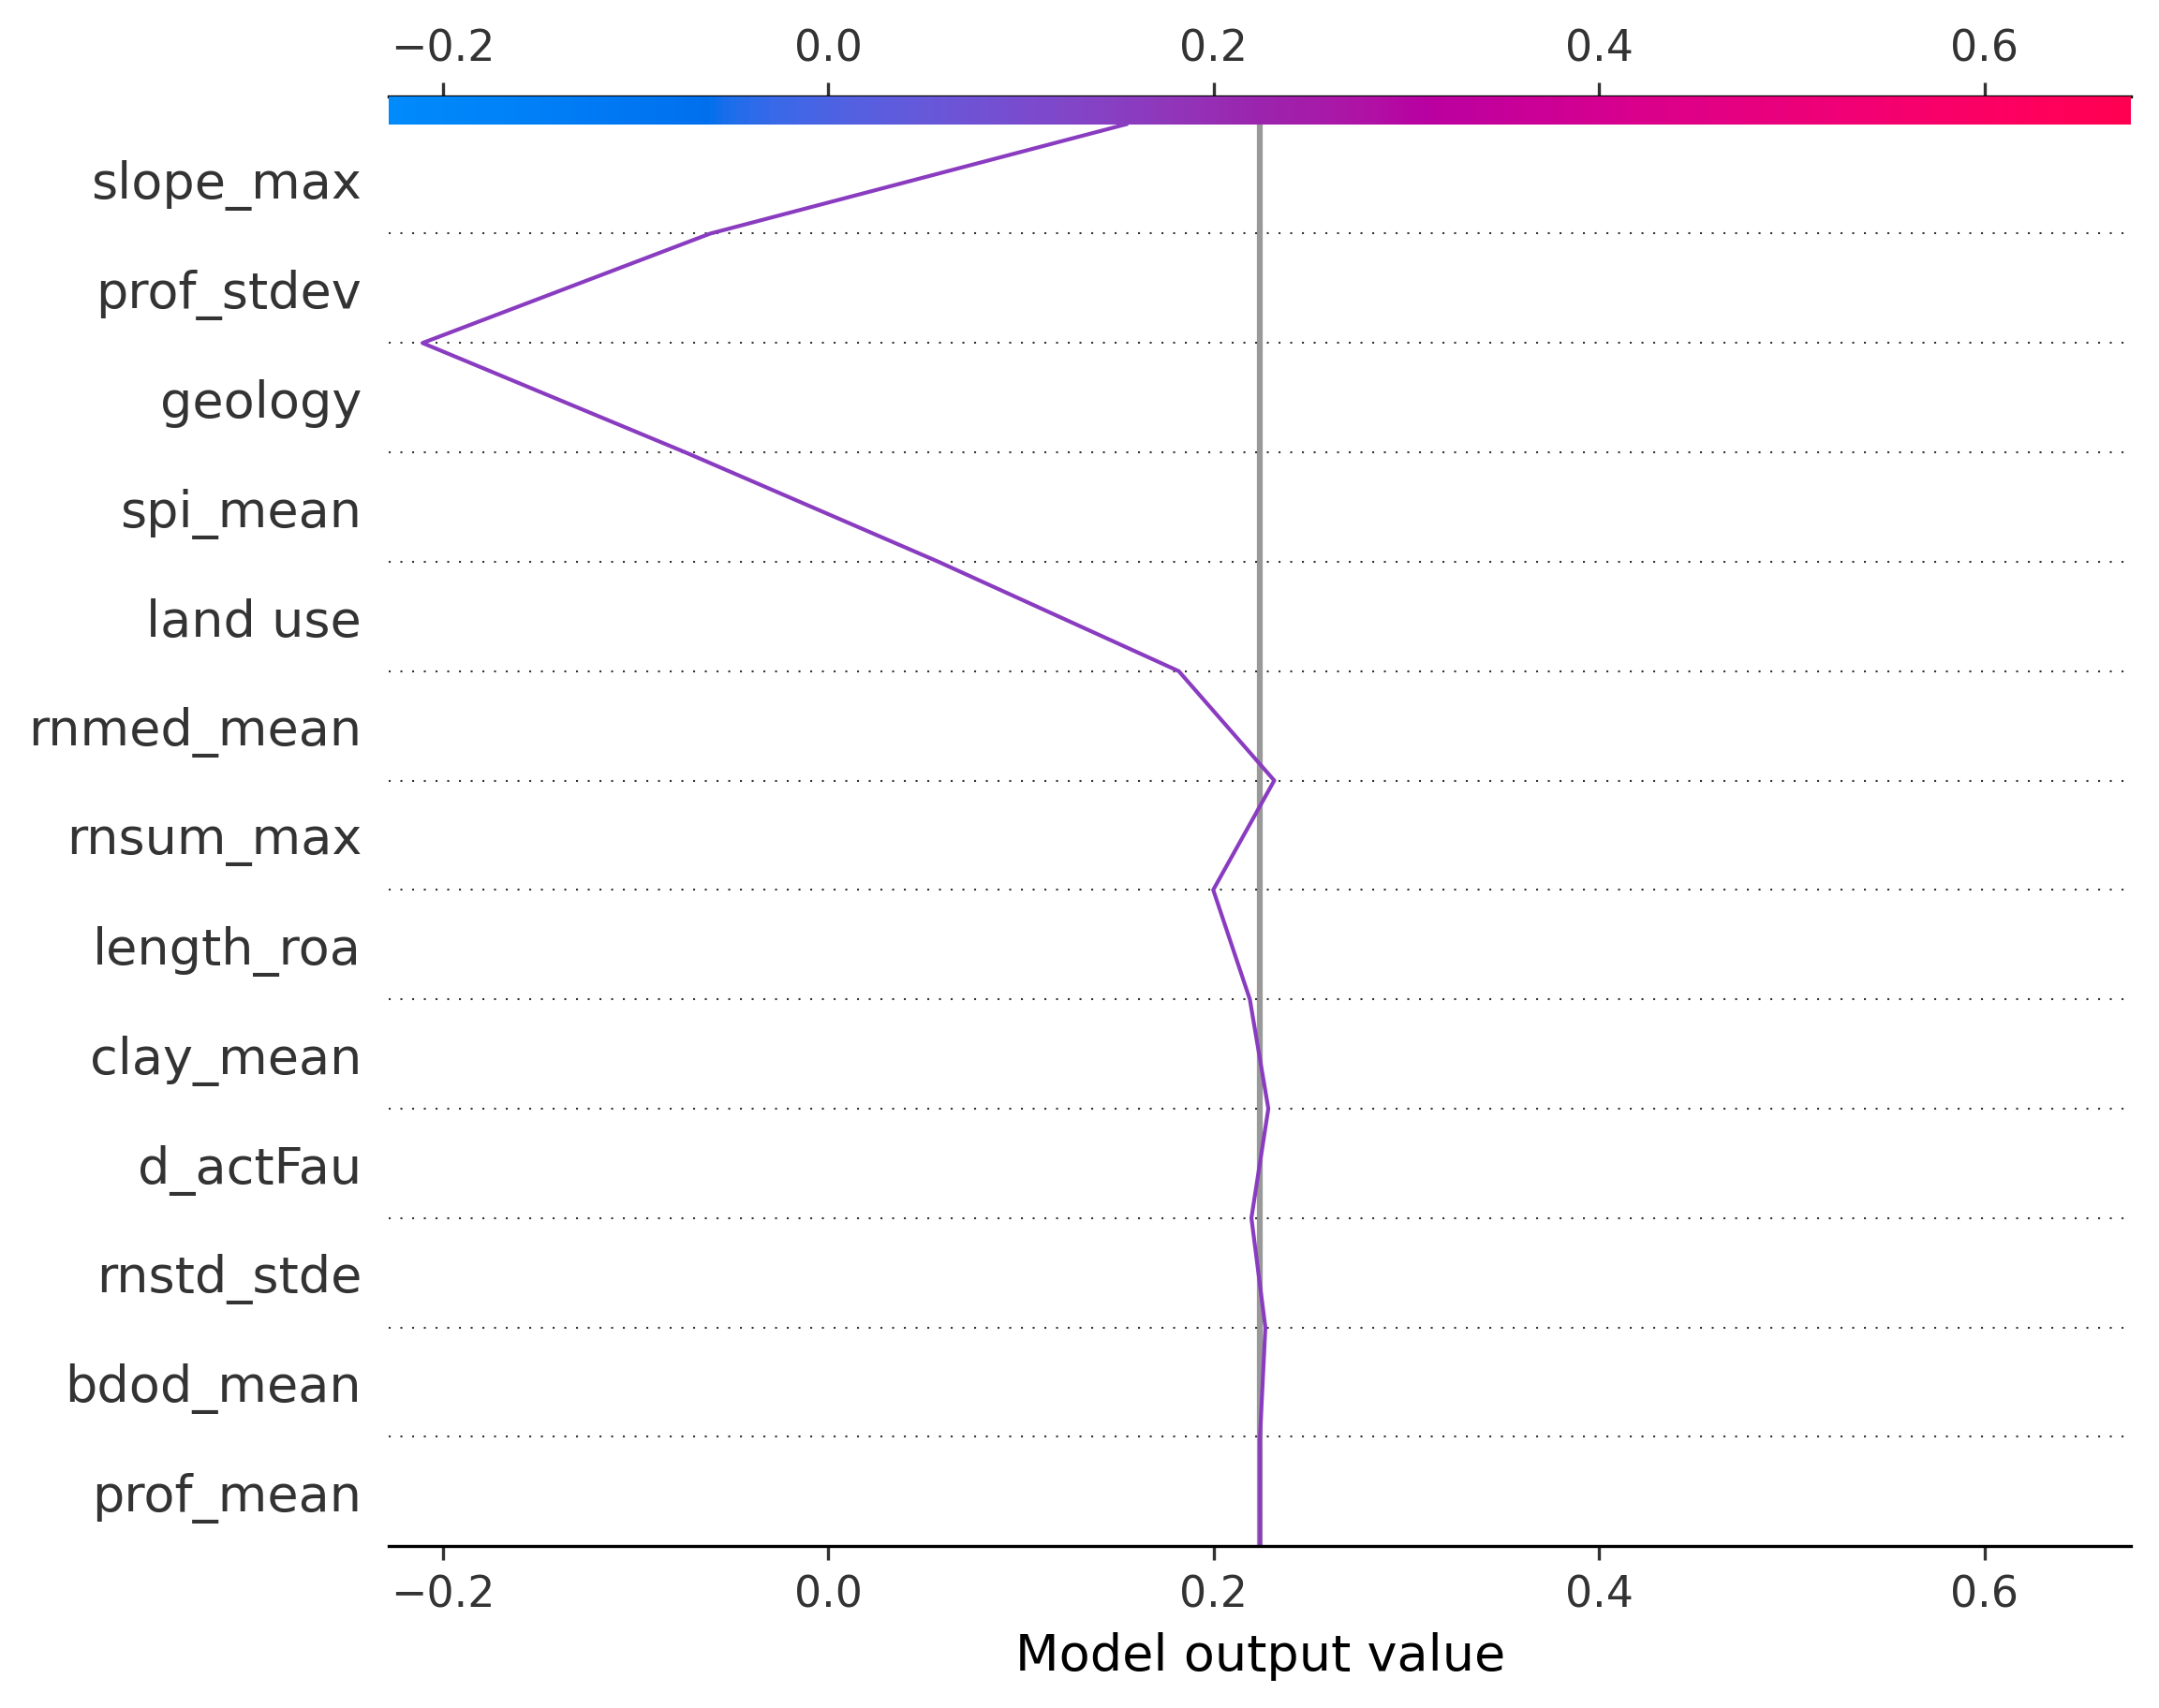 −0.2 0.0 0.2 0.4 0.6
slope_max
prof_stdev
geology
spi_mean
land use
rnmed_mean
rnsum_max
length_roa
clay_mean
d_actFau
rnstd_stde
bdod_mean
prof_mean
−0.2 0.0 0.2 0.4 0.6
Model output value